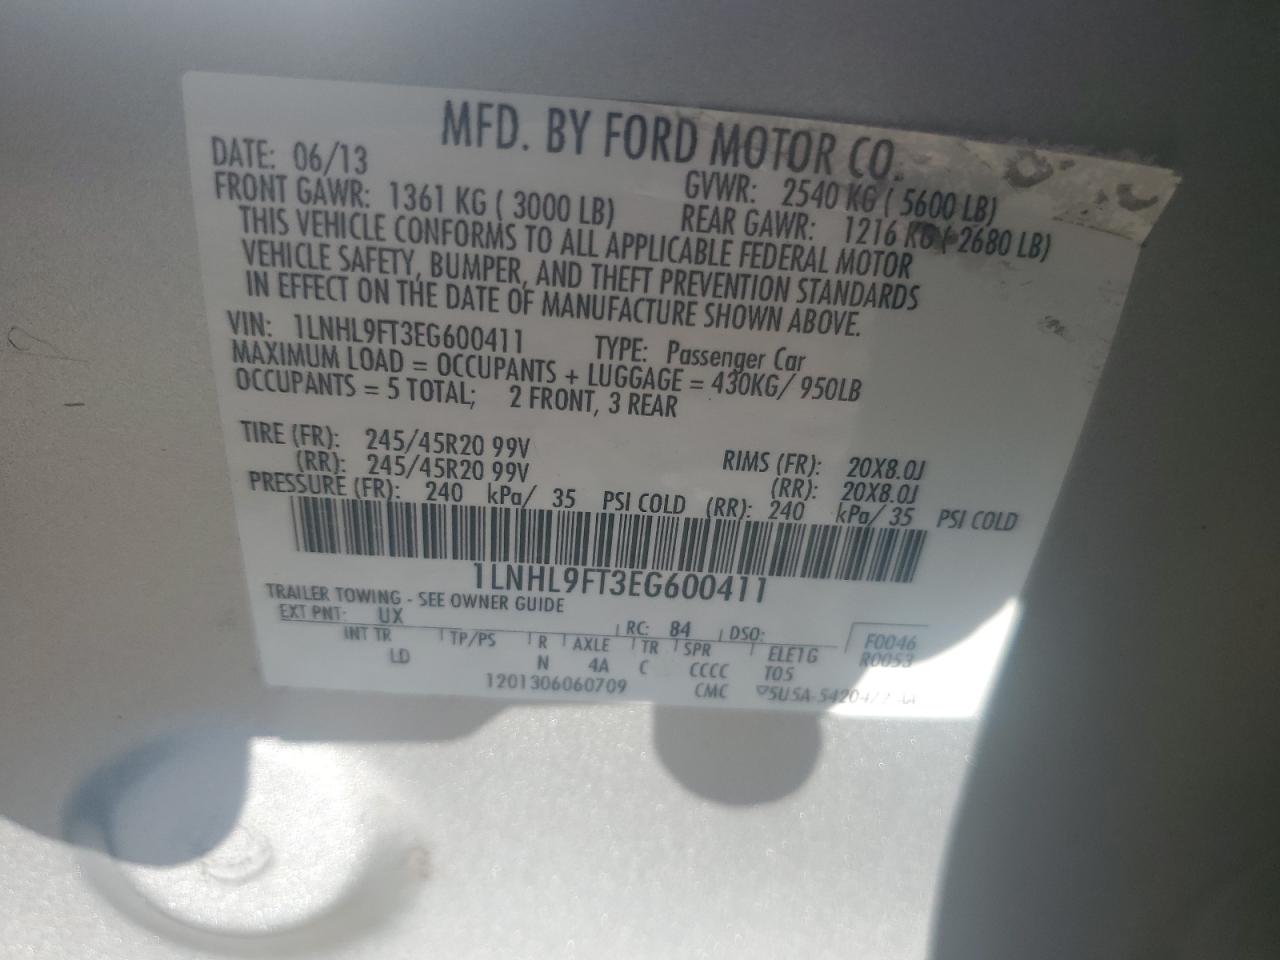 MFD. BY FORD MOTOR CO.
DATE: 06/13 GVWR: 2540 KG ( 5600 LB)
FRONT GAWR: 1361 KG ( 3000 LB) REAR GAWR: 1216 KG ( 2680 LB)
THIS VEHICLE CONFORMS TO ALL APPLICABLE FEDERAL MOTOR
VEHICLE SAFETY, BUMPER, AND THEFT PREVENTION STANDARDS
IN EFFECT ON THE DATE OF MANUFACTURE SHOWN ABOVE.
VIN: 1LNHL9FT3EG600411 TYPE: Passenger Car
MAXIMUM LOAD = OCCUPANTS + LUGGAGE = 430KG/ 950LB
OCCUPANTS = 5 TOTAL; 2 FRONT, 3 REAR
TIRE (FR): 245/45R20 99V RIMS (FR): 20X8.0J
(RR): 245/45R20 99V (RR): 20X8.0J
PRESSURE (FR): 240 kPa/ 35 PSI COLD (RR): 240 kPa/ 35 PSI COLD
1LNHL9FT3EG600411
TRAILER TOWING - SEE OWNER GUIDE
EXT PNT: UX RC: 84 DSO: F0046
INT TR TP/PS R AXLE TR SPR ELE1G R0053
LD N 4A C CCCC T05
1201306060709 CMC